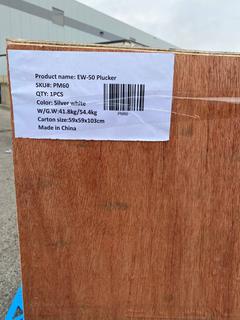 Product name: EW-50 Plucker
SKU#: PM60
QTY: 1PCS
Color: Silver white
W/G.W:41.8kg/54.4kg
Carton size:59x59x103cm
Made in China
PM60